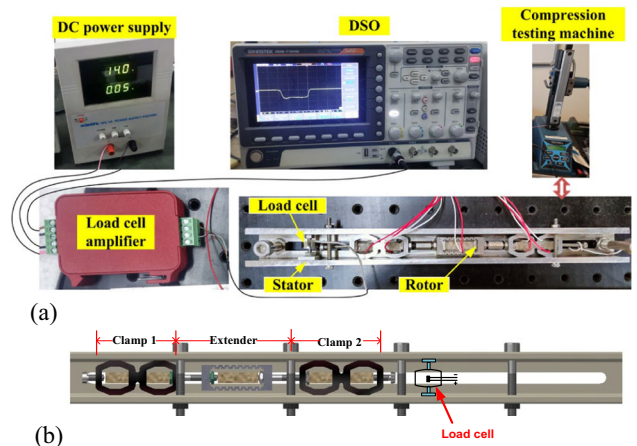 DC power supply
DSO
Compression
testing machine
14.0
0.05
Load cell
amplifier
Load cell
Stator
Rotor
(a)
Clamp 1
Extender
Clamp 2
Load cell
(b)